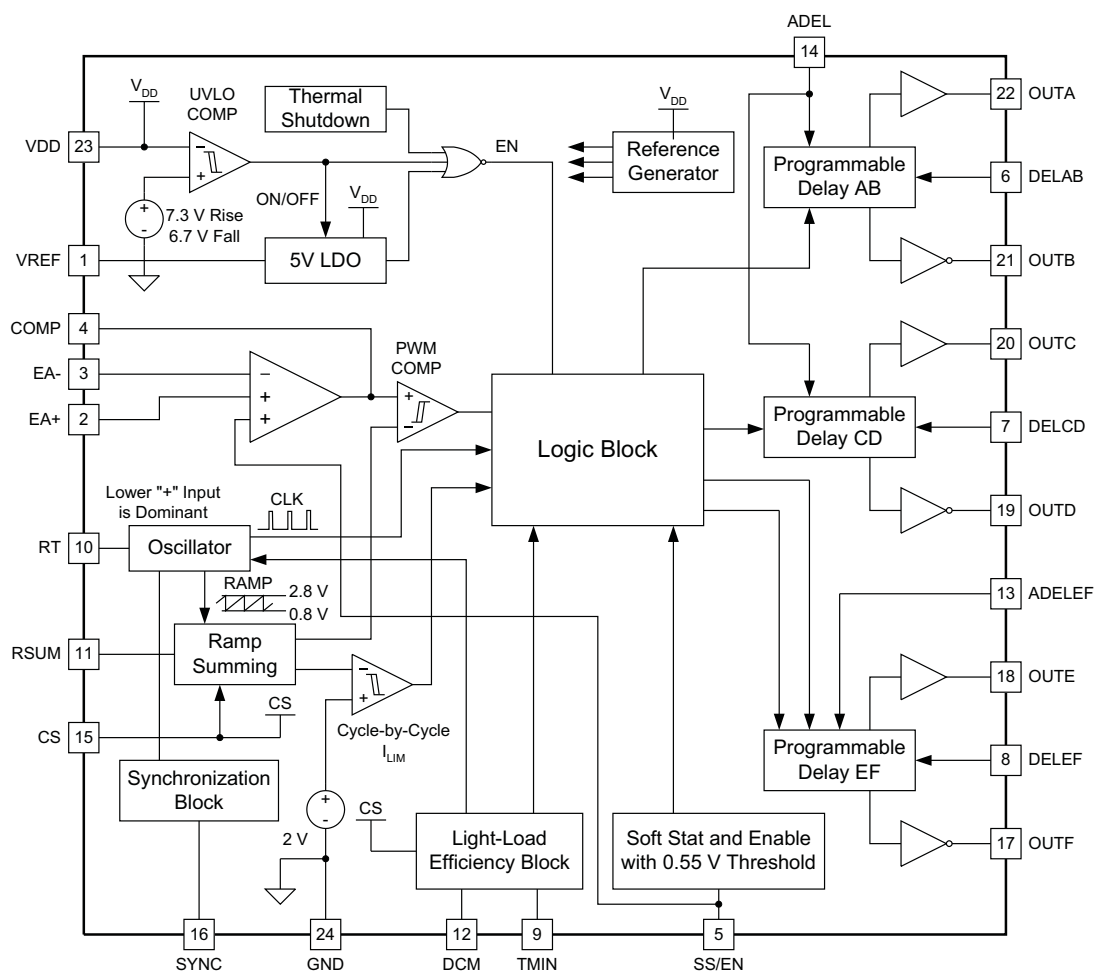 ADEL
14
V_DD
UVLO
COMP
Thermal
Shutdown
VDD
23
−
+
EN
V_DD
Reference
Generator
22
OUTA
Programmable
Delay AB
6
DELAB
+
-
7.3 V Rise
6.7 V Fall
ON/OFF
V_DD
VREF
1
5V LDO
21
OUTB
COMP
4
PWM
COMP
20
OUTC
EA-
3
−
EA+
2
+
+
+
−
Logic Block
Programmable
Delay CD
7
DELCD
Lower "+" Input
is Dominant
CLK
RT
10
Oscillator
19
OUTD
RAMP
2.8 V
0.8 V
13
ADELEF
RSUM
11
Ramp
Summing
−
+
18
OUTE
CS
15
CS
Cycle-by-Cycle
I_LIM
Programmable
Delay EF
8
DELEF
Synchronization
Block
+
-
2 V
CS
Light-Load
Efficiency Block
Soft Stat and Enable
with 0.55 V Threshold
17
OUTF
16
24
12
9
5
SYNC
GND
DCM
TMIN
SS/EN